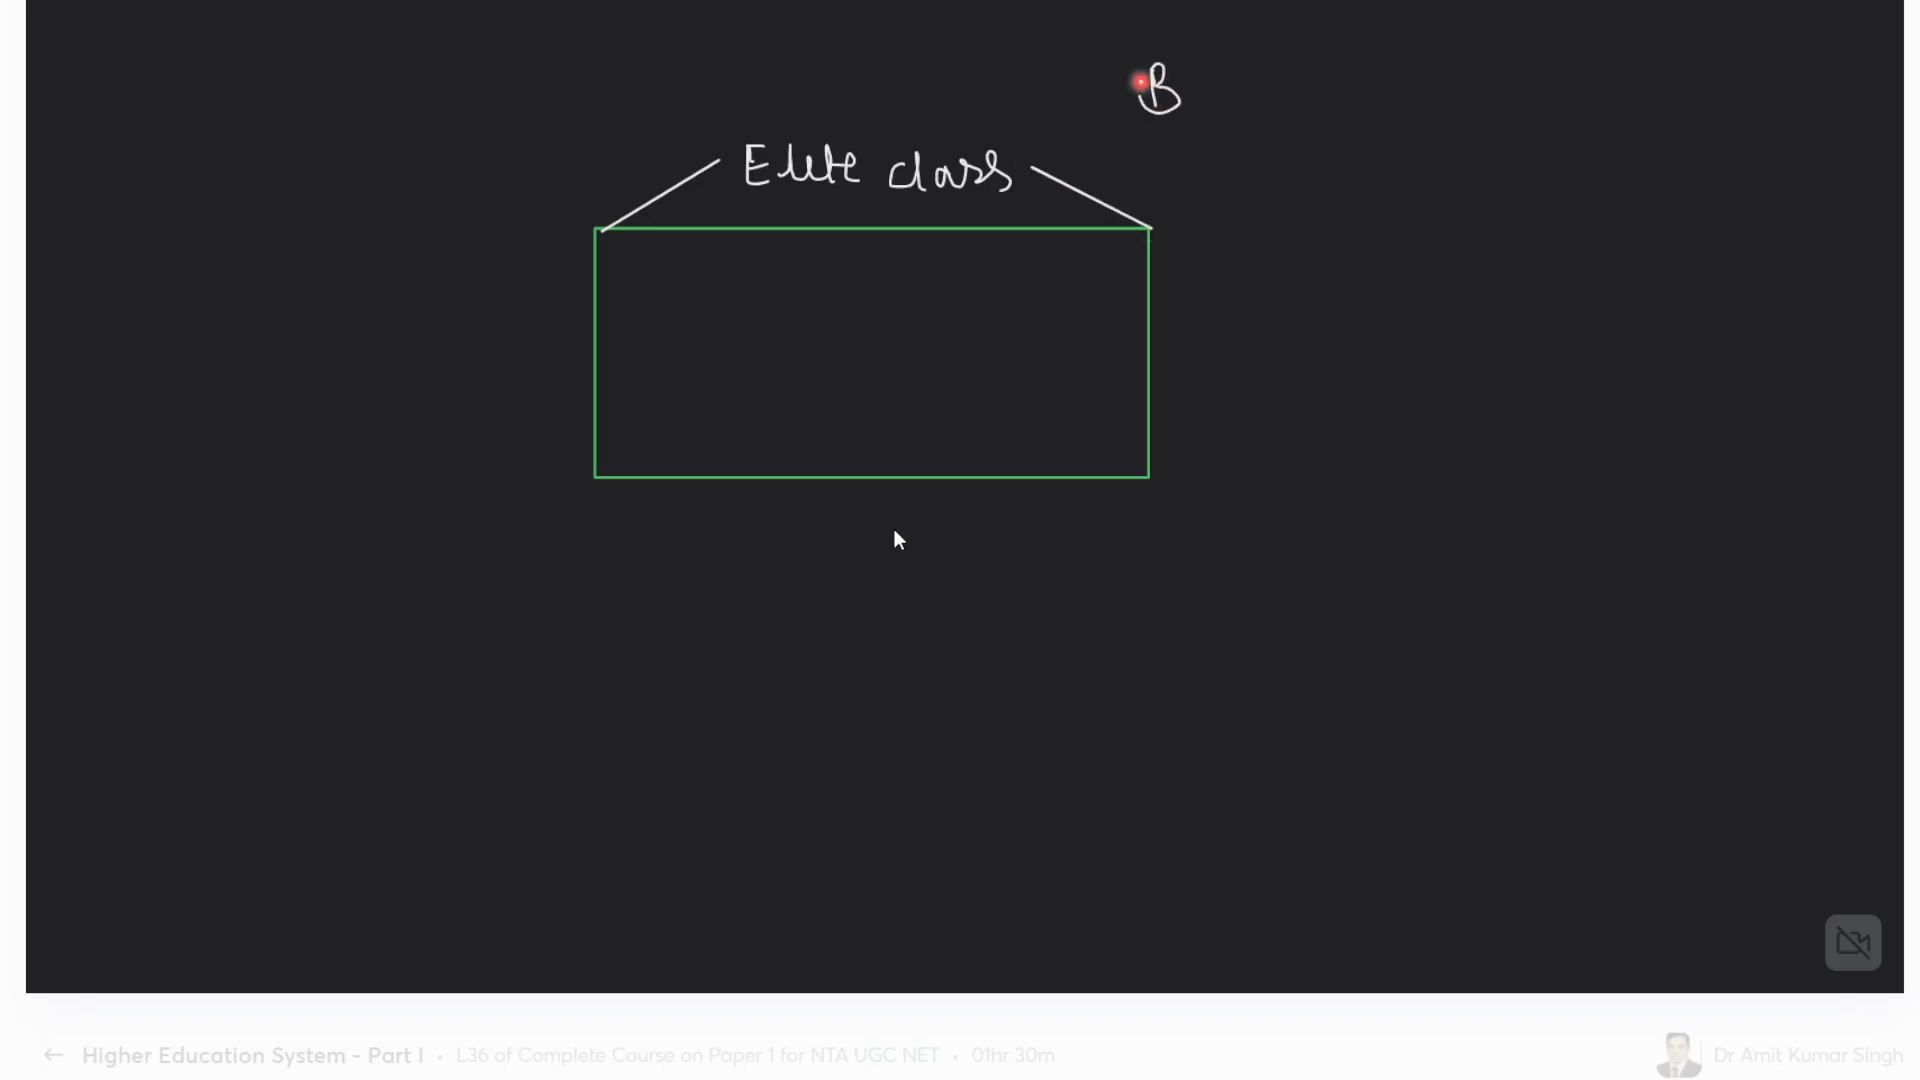 B
Elite class
Higher Education System - Part I • L36 of Complete Course on Paper 1 for NTA UGC NET • 01hr 30m
Dr Amit Kumar Singh